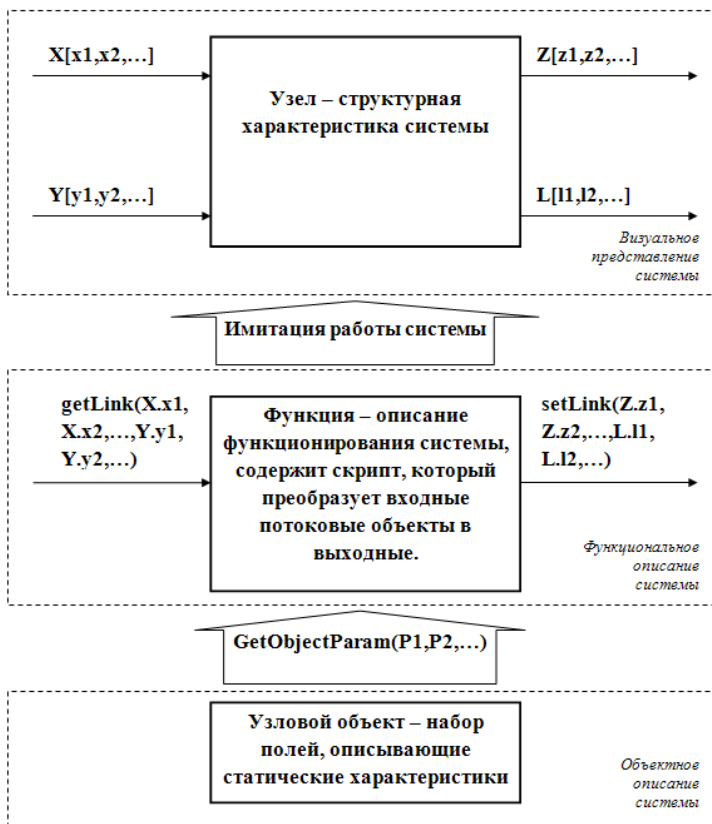 X[x1,x2,…]
Z[z1,z2,…]
Узел – структурная
характеристика системы
Y[y1,y2,…]
L[l1,l2,…]
Визуальное
представление
системы
Имитация работы системы
getLink(X.x1,
X.x2,…,Y.y1,
Y.y2,…)
Функция – описание
функционирования системы,
содержит скрипт, который
преобразует входные
потоковые объекты в
выходные.
setLink(Z.z1,
Z.z2,…,L.l1,
L.l2,…)
Функциональное
описание
системы
GetObjectParam(P1,P2,…)
Узловой объект – набор
полей, описывающие
статические характеристики
Объектное
описание
системы